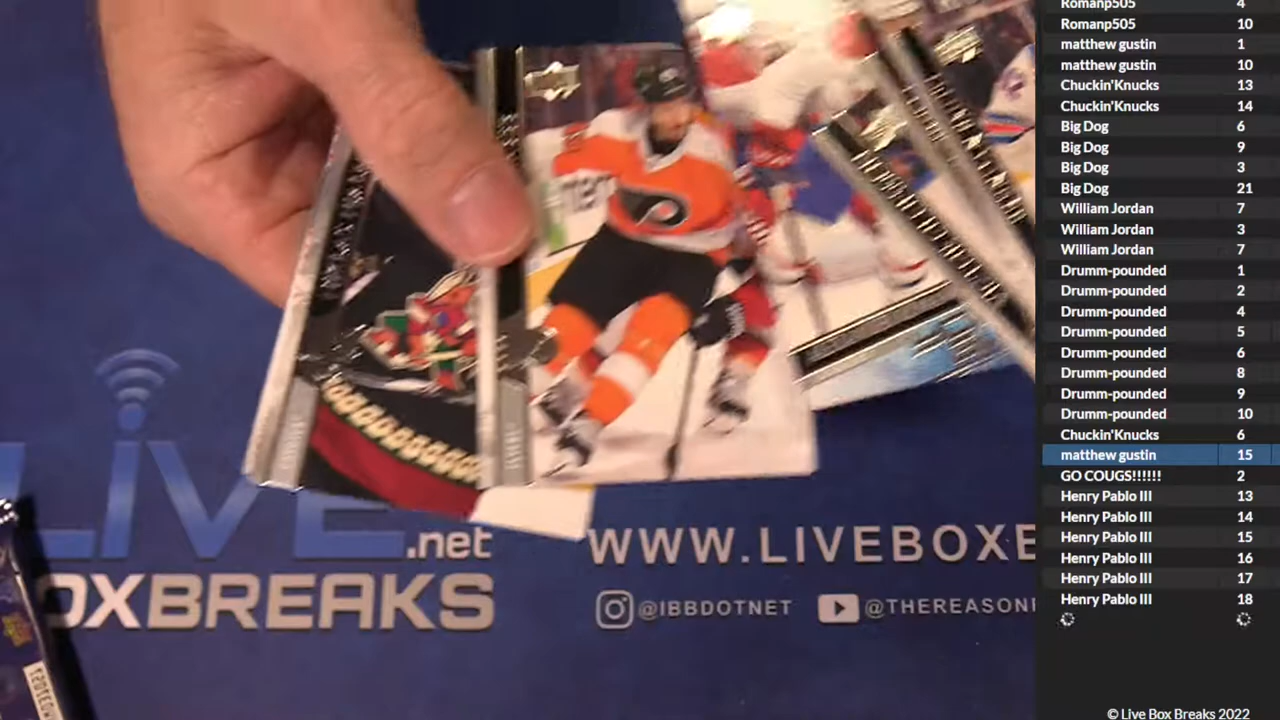 Romanp505 4
Romanp505 10
matthew gustin 1
matthew gustin 10
Chuckin'Knucks 13
Chuckin'Knucks 14
Big Dog 6
Big Dog 9
Big Dog 3
Big Dog 21
William Jordan 7
William Jordan 3
William Jordan 7
Drumm-pounded 1
Drumm-pounded 2
Drumm-pounded 4
Drumm-pounded 5
Drumm-pounded 6
Drumm-pounded 8
Drumm-pounded 9
Drumm-pounded 10
Chuckin'Knucks 6
matthew gustin 15
GO COUGS!!!!!! 2
Henry Pablo III 13
Henry Pablo III 14
Henry Pablo III 15
Henry Pablo III 16
Henry Pablo III 17
Henry Pablo III 18
LiVE.net
OXBREAKS
WWW.LIVEBOXE
@IBBDOTNET @THEREASON
© Live Box Breaks 2022